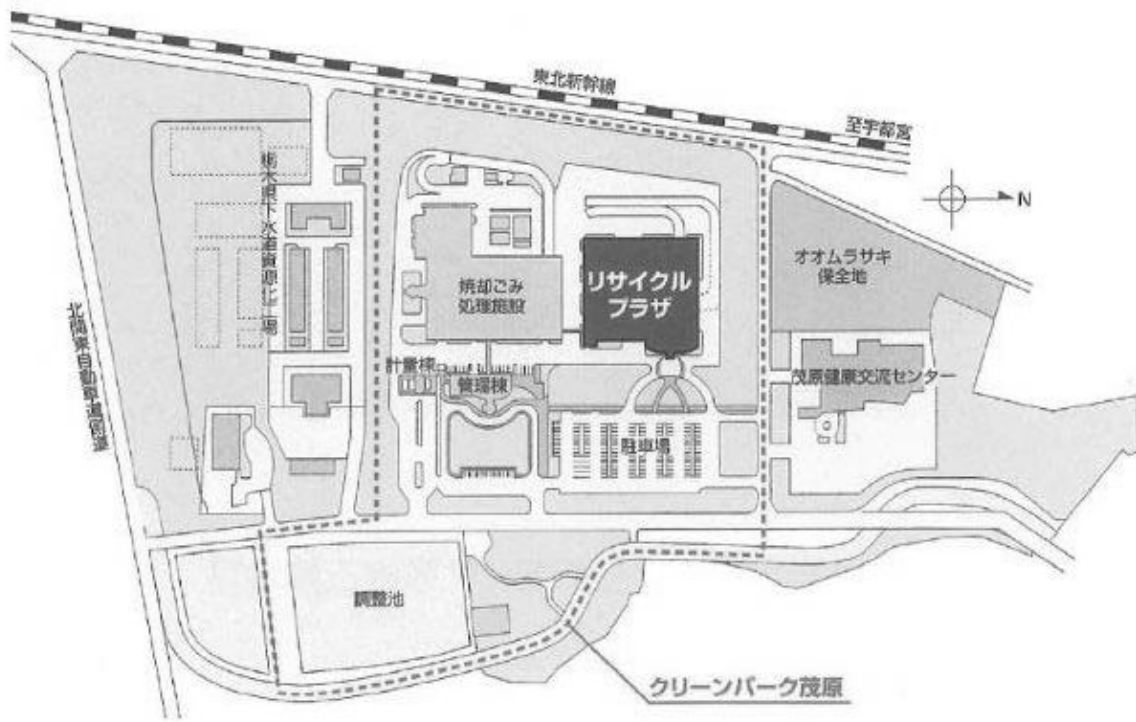 東北新幹線
至宇都宮
N
栃木県下水道資源化工場
オオムラサキ
保全地
リサイクル
プラザ
焼却ごみ
処理施設
北関東自動車道側道
計量棟
管理棟
茂原健康交流センター
駐車場
調整池
クリーンパーク茂原